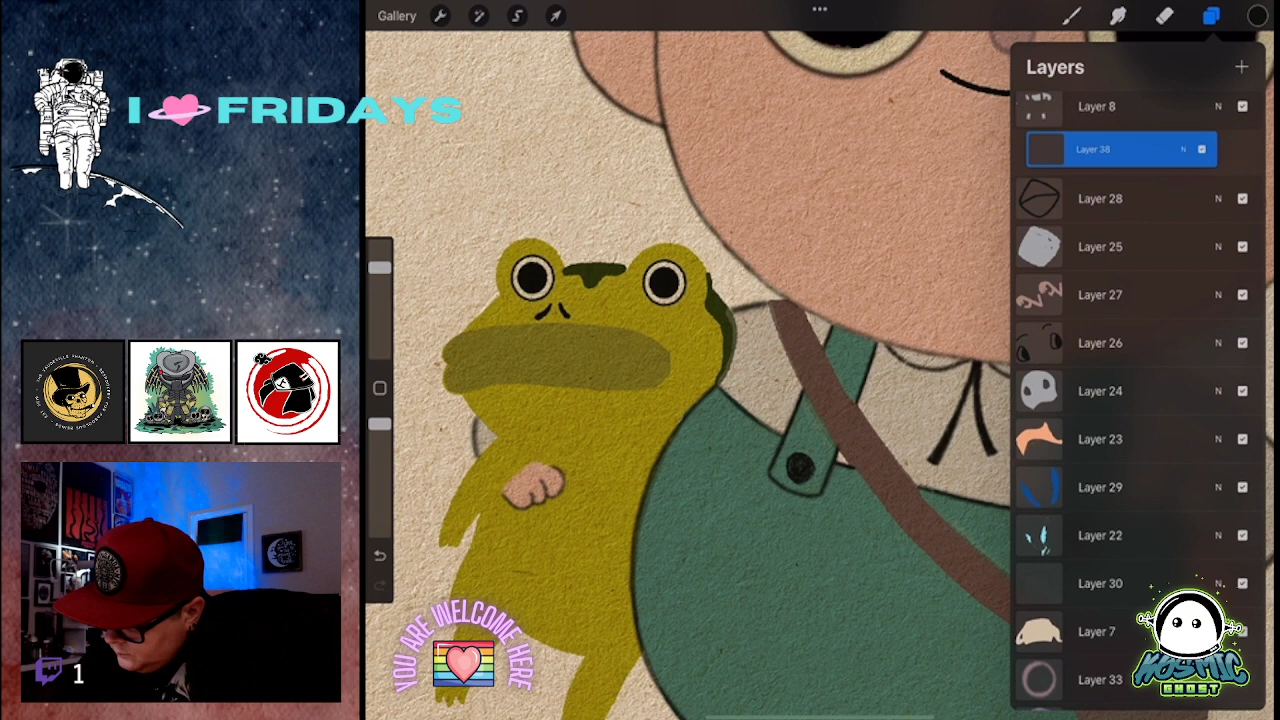 Gallery
I FRIDAYS
Layers
Layer 8 N
Layer 38 N
Layer 28 N
Layer 25 N
Layer 27 N
Layer 26 N
Layer 24 N
Layer 23 N
Layer 29 N
Layer 22 N
Layer 30 N
Layer 7
Layer 33
YOU ARE WELCOME HERE
1
KOSMIC
GHOST